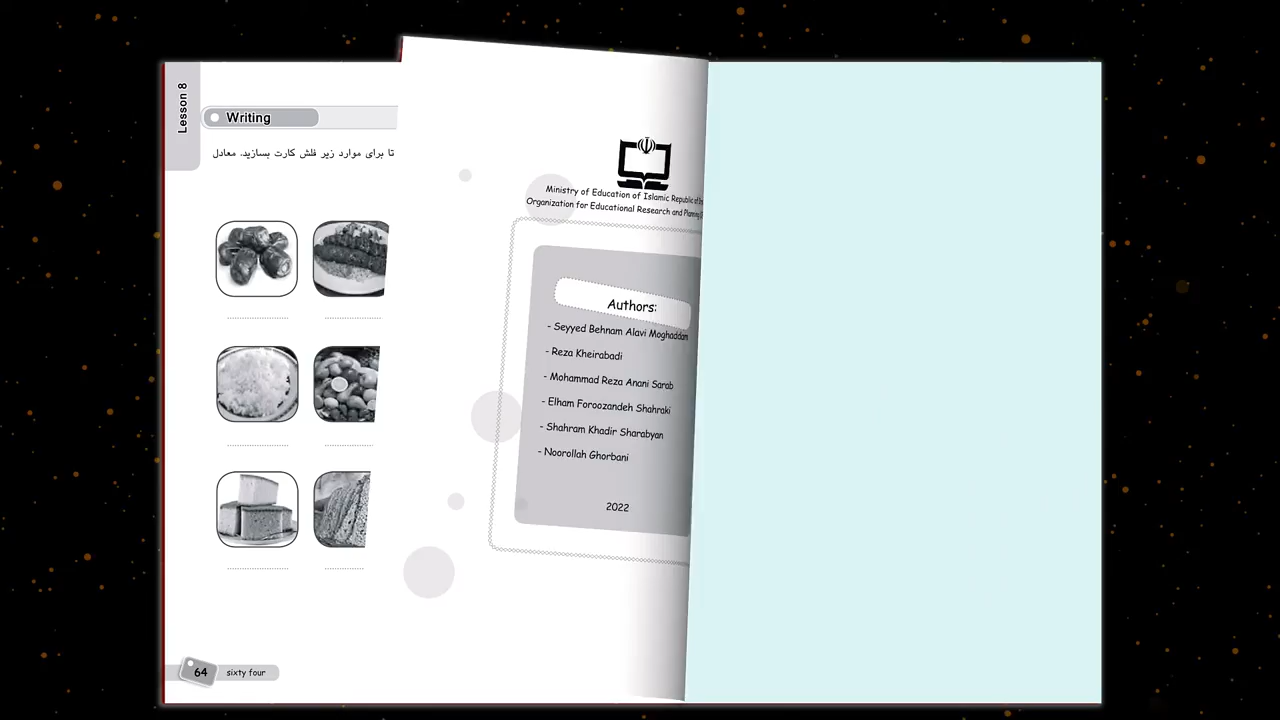 Lesson 8
Writing
تا برای موارد زیر فلش کارت بسازید. معادل
64
sixty four
Ministry of Education of Islamic Republic of
Organization for Educational Research and Planning
Authors:
- Seyyed Behnam Alavi Moghaddam
- Reza Kheirabadi
- Mohammad Reza Anani Sarab
- Elham Foroozandeh Shahraki
- Shahram Khadir Sharabyan
- Noorollah Ghorbani
2022